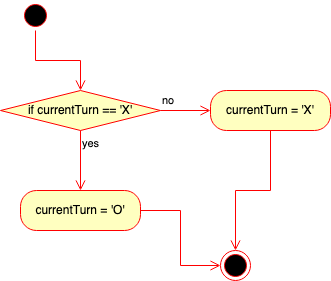 if currentTurn == 'X'
no
currentTurn = 'X'
yes
currentTurn = 'O'